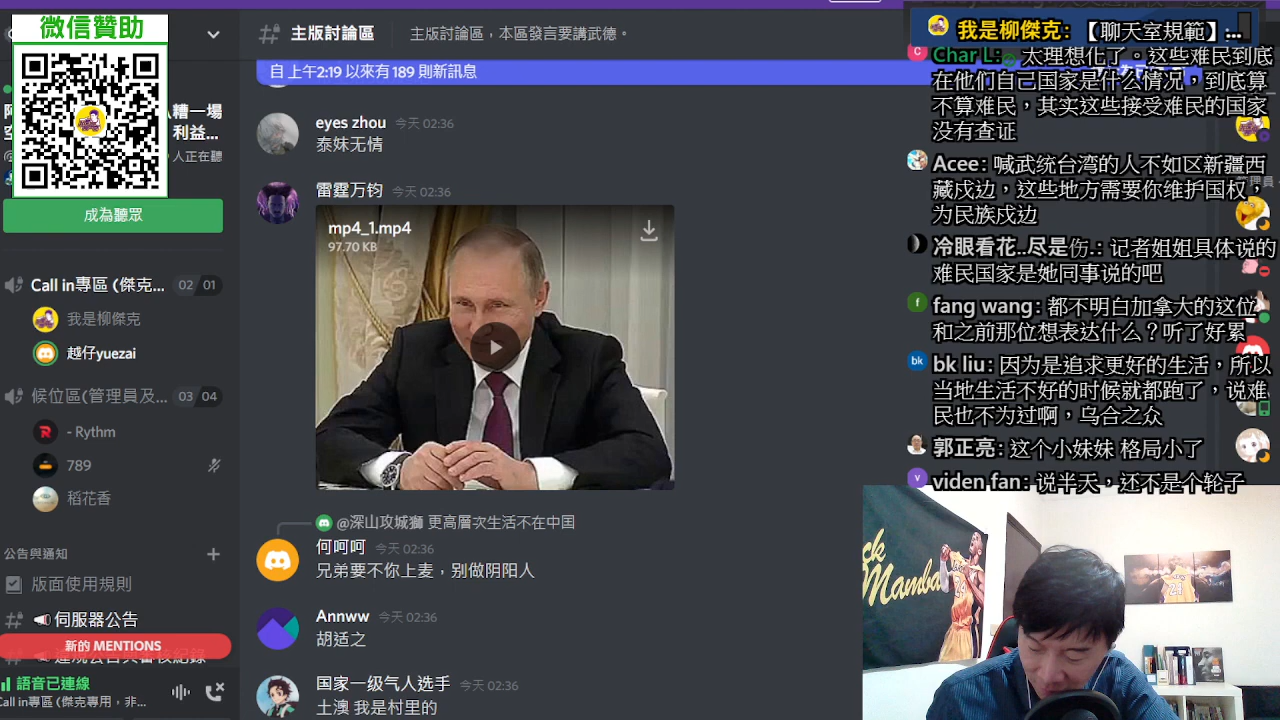 微信贊助
成為聽眾
Call in專區 (傑克...
02 01
我是柳傑克
越仔yuezai
候位區(管理員及...
03 04
- Rythm
789
稻花香
公告與通知
版面使用規則
伺服器公告
新的 MENTIONS
語音已連線
Call in專區 (傑克專用，非...
主版討論區
主版討論區，本區發言要講武德。
自 上午2:19 以來有 189 則新訊息
eyes zhou 今天 02:36
泰妹无情
雷霆万钧 今天 02:36
mp4_1.mp4
97.70 KB
@深山攻城獅 更高層次生活不在中国
何呵呵 今天 02:36
兄弟要不你上麦，别做阴阳人
Annww 今天 02:36
胡适之
国家一级气人选手 今天 02:36
土澳 我是村里的
我是柳傑克: 【聊天室規範】...
Char L: 太理想化了。这些难民到底
在他们自己国家是什么情况，到底算
不算难民，其实这些接受难民的国家
没有查证
Acee: 喊武统台湾的人不如区新疆西
藏戍边，这些地方需要你维护国权，
为民族戍边
冷眼看花..尽是伤.: 记者姐姐具体说的
难民国家是她同事说的吧
fang wang: 都不明白加拿大的这位
和之前那位想表达什么？听了好累
bk liu: 因为是追求更好的生活，所以
当地生活不好的时候就都跑了，说难
民也不为过啊，乌合之众
郭正亮: 这个小妹妹 格局小了
viden fan: 说半天，还不是个轮子
ck
Mamba